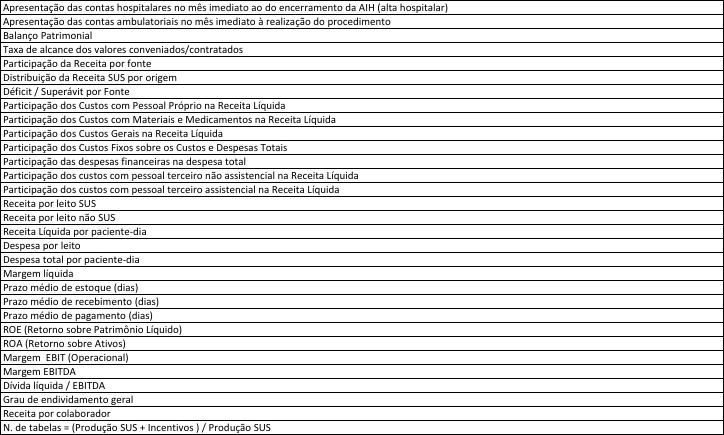 Apresentação das contas hospitalares no mês imediato ao do encerramento da AIH (alta hospitalar)
Apresentação das contas ambulatoriais no mês imediato à realização do procedimento
Balanço Patrimonial
Taxa de alcance dos valores conveniados/contratados
Participação da Receita por fonte
Distribuição da Receita SUS por origem
Déficit / Superávit por Fonte
Participação dos Custos com Pessoal Próprio na Receita Líquida
Participação dos Custos com Materiais e Medicamentos na Receita Líquida
Participação dos Custos Gerais na Receita Líquida
Participação dos Custos Fixos sobre os Custos e Despesas Totais
Participação das despesas financeiras na despesa total
Participação dos custos com pessoal terceiro não assistencial na Receita Líquida
Participação dos custos com pessoal terceiro assistencial na Receita Líquida
Receita por leito SUS
Receita por leito não SUS
Receita Líquida por paciente-dia
Despesa por leito
Despesa total por paciente-dia
Margem líquida
Prazo médio de estoque (dias)
Prazo médio de recebimento (dias)
Prazo médio de pagamento (dias)
ROE (Retorno sobre Patrimônio Líquido)
ROA (Retorno sobre Ativos)
Margem  EBIT (Operacional)
Margem EBITDA
Dívida líquida / EBITDA
Grau de endividamento geral
Receita por colaborador
N. de tabelas = (Produção SUS + Incentivos ) / Produção SUS